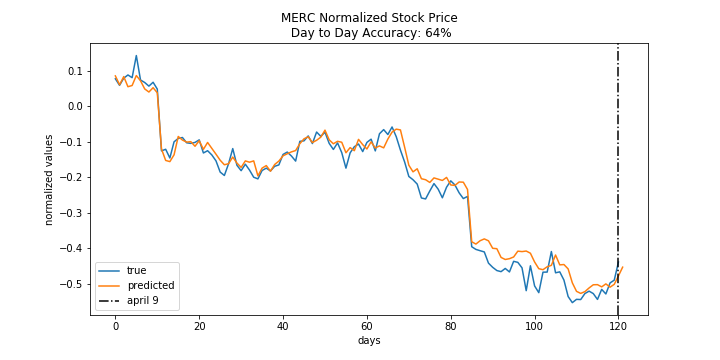 MERC Normalized Stock Price
Day to Day Accuracy: 64%
normalized values
0.1
0.0
−0.1
−0.2
−0.3
−0.4
−0.5
true
predicted
april 9
0 20 40 60 80 100 120
days